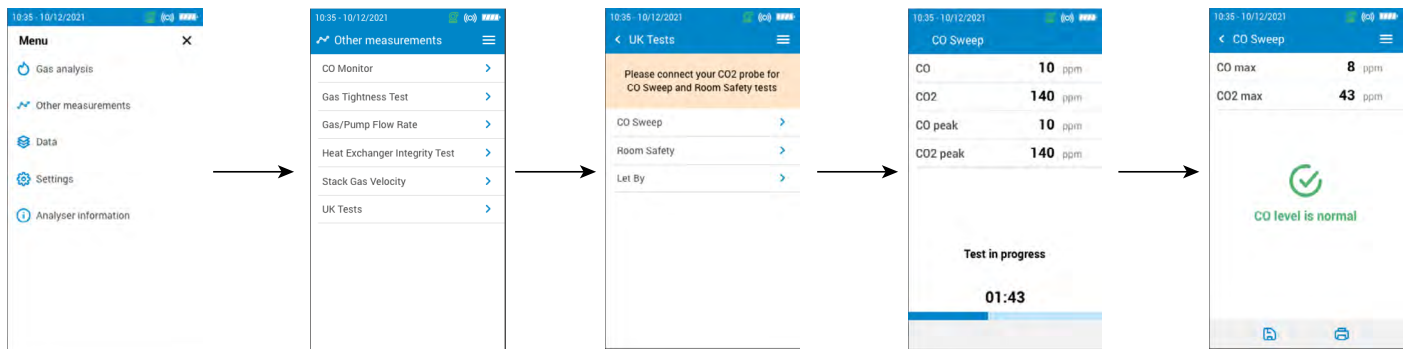 10:35 - 10/12/2021
Menu
Gas analysis
Other measurements
Data
Settings
Analyser information
10:35 - 10/12/2021
Other measurements
CO Monitor
Gas Tightness Test
Gas/Pump Flow Rate
Heat Exchanger Integrity Test
Stack Gas Velocity
UK Tests
10:35 - 10/12/2021
UK Tests
Please connect your CO2 probe for
CO Sweep and Room Safety tests
CO Sweep
Room Safety
Let By
10:35 - 10/12/2021
CO Sweep
CO 10 ppm
CO2 140 ppm
CO peak 10 ppm
CO2 peak 140 ppm
Test in progress
01:43
10:35 - 10/12/2021
CO Sweep
CO max 8 ppm
CO2 max 43 ppm
CO level is normal